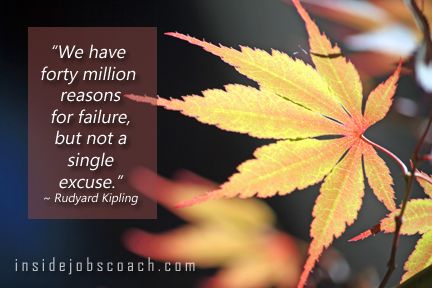 “We have
forty million
reasons
for failure,
but not a
single
excuse.”
~ Rudyard Kipling
insidejobscoach.com